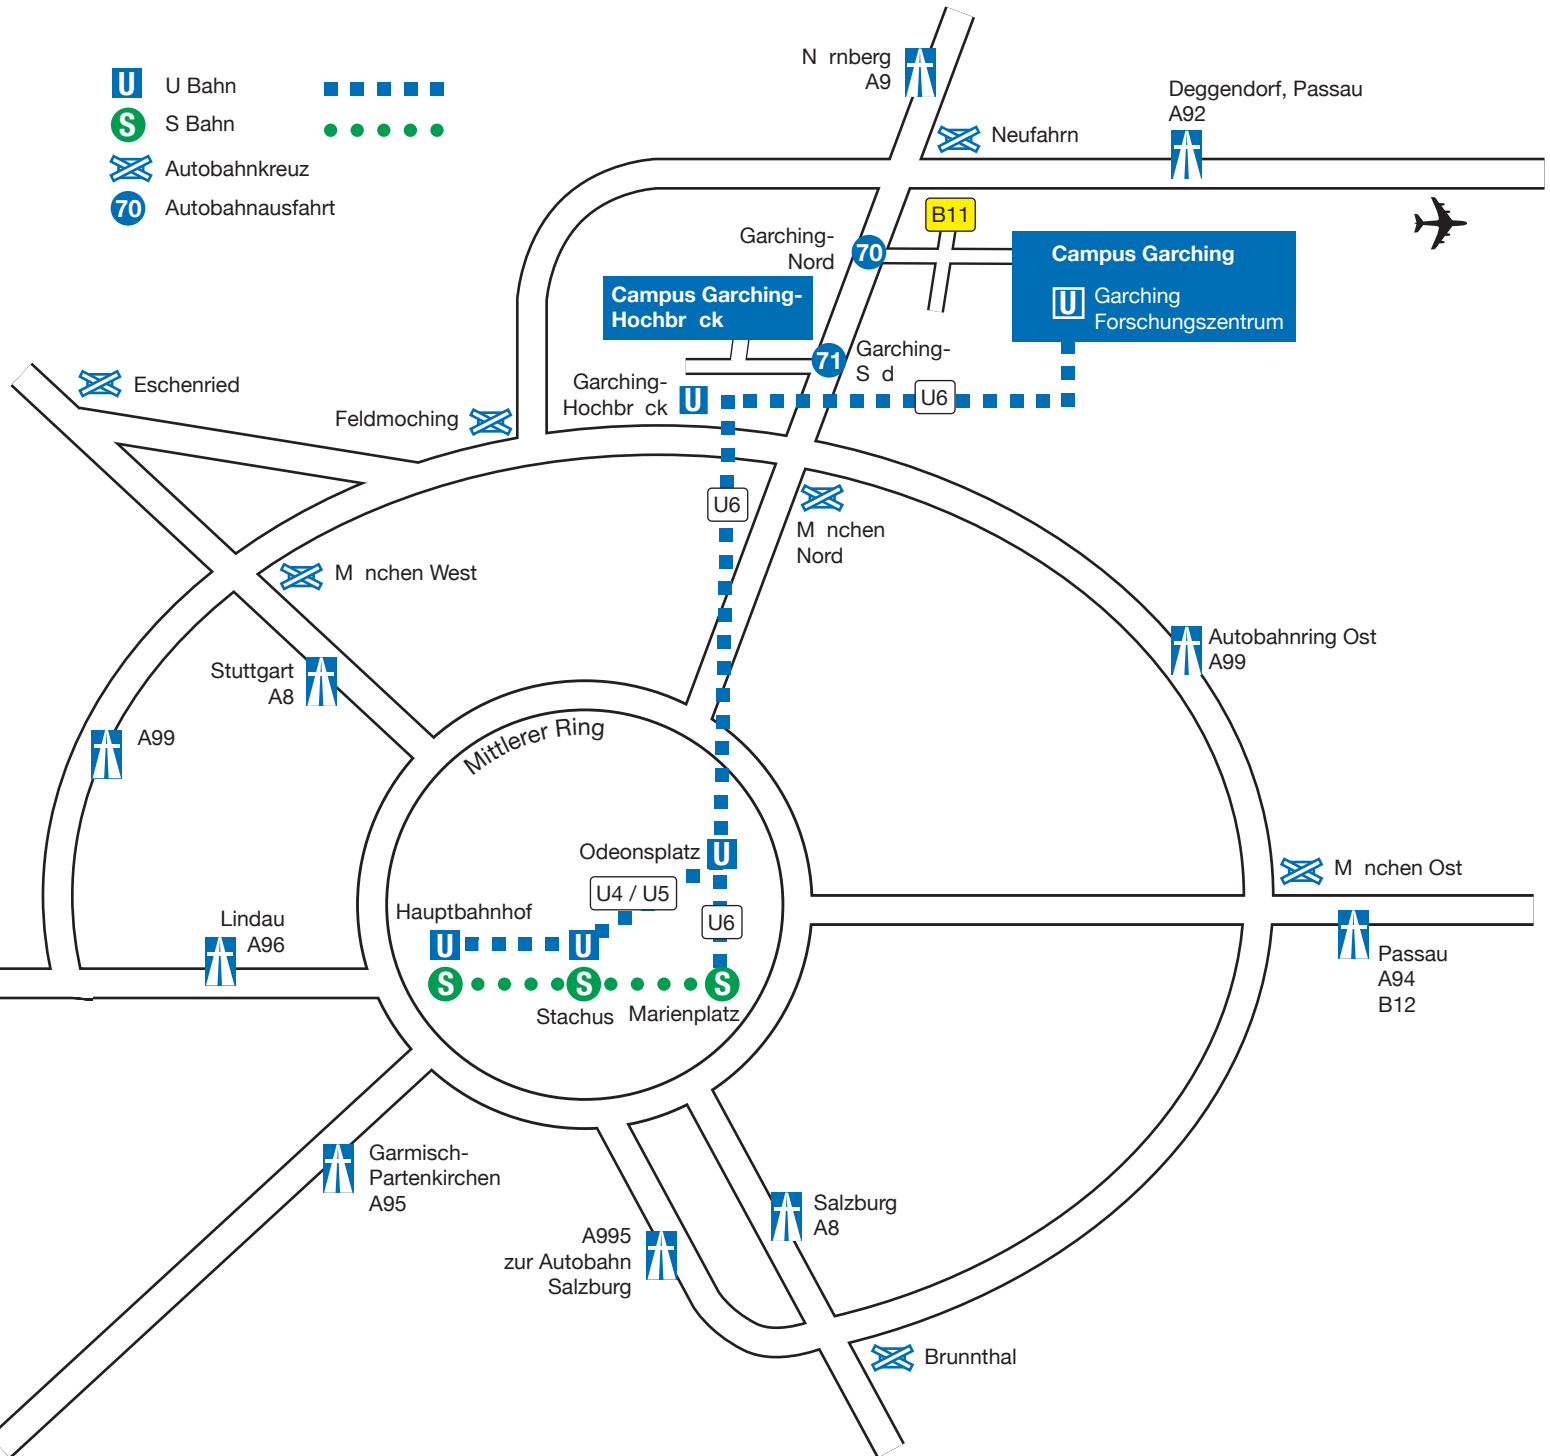 N rnberg
A9
Deggendorf, Passau
A92
U U Bahn
S S Bahn
Autobahnkreuz
70 Autobahnausfahrt
Neufahrn
B11
Garching-
Nord
70
Campus Garching
U Garching
Forschungszentrum
Campus Garching-
Hochbr ck
71
Garching-
S d
Garching-
Hochbr ck
U
U6
Eschenried
Feldmoching
U6
M nchen
Nord
M nchen West
Stuttgart
A8
Autobahnring Ost
A99
A99
Mittlerer Ring
Odeonsplatz U
U4 / U5
U6
Hauptbahnhof
U
U
S
S
S
Stachus
Marienplatz
Lindau
A96
M nchen Ost
Passau
A94
B12
Garmisch-
Partenkirchen
A95
A995
zur Autobahn
Salzburg
Salzburg
A8
Brunnthal